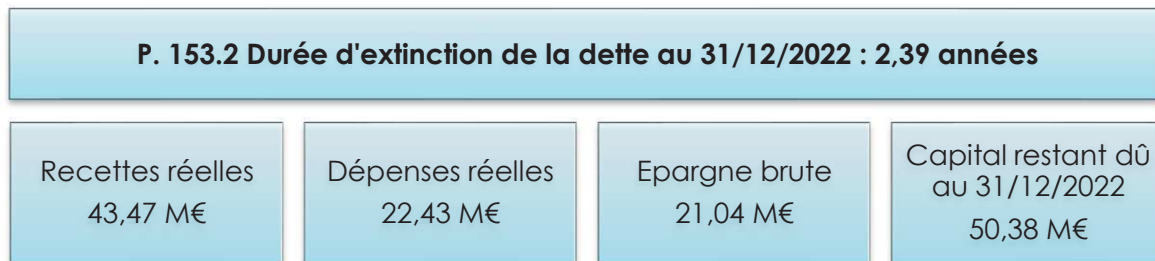 P. 153.2 Durée d'extinction de la dette au 31/12/2022 : 2,39 années
Recettes réelles
43,47 M€
Dépenses réelles
22,43 M€
Epargne brute
21,04 M€
Capital restant dû
au 31/12/2022
50,38 M€